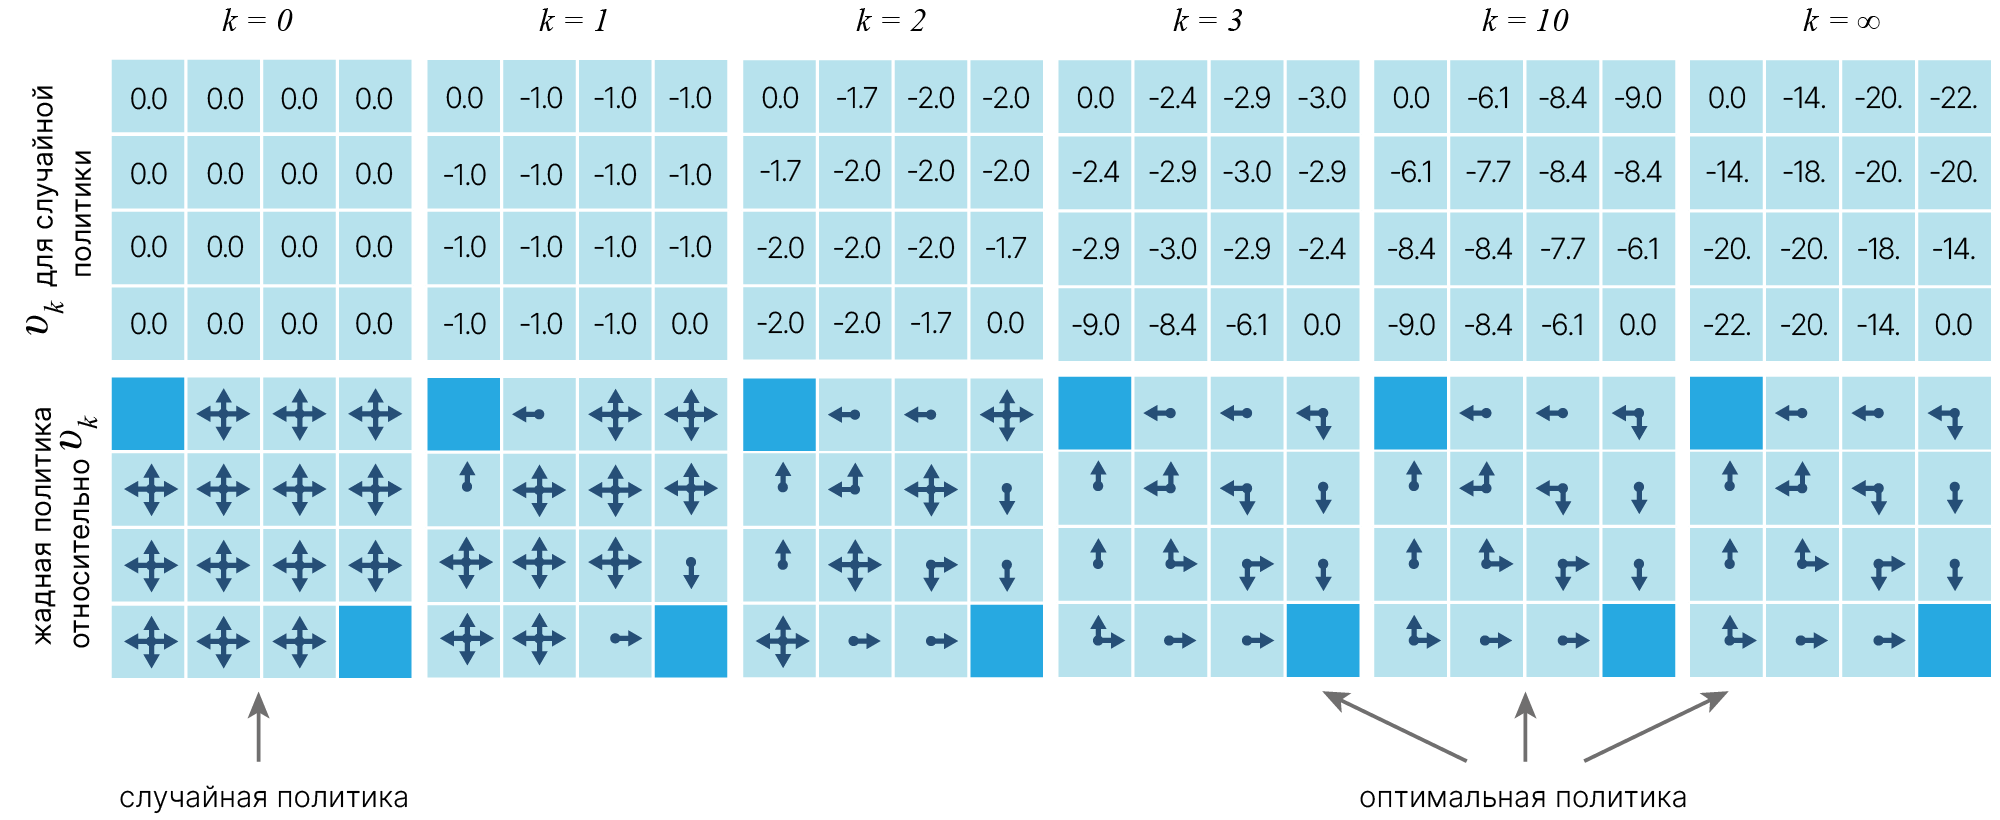 k = 0 k = 1 k = 2 k = 3 k = 10 k = ∞
v_k для случайной
политики
0.0 0.0 0.0 0.0 0.0 -1.0 -1.0 -1.0 0.0 -1.7 -2.0 -2.0 0.0 -2.4 -2.9 -3.0 0.0 -6.1 -8.4 -9.0 0.0 -14. -20. -22.
0.0 0.0 0.0 0.0 -1.0 -1.0 -1.0 -1.0 -1.7 -2.0 -2.0 -2.0 -2.4 -2.9 -3.0 -2.9 -6.1 -7.7 -8.4 -8.4 -14. -18. -20. -20.
0.0 0.0 0.0 0.0 -1.0 -1.0 -1.0 -1.0 -2.0 -2.0 -2.0 -1.7 -2.9 -3.0 -2.9 -2.4 -8.4 -8.4 -7.7 -6.1 -20. -20. -18. -14.
0.0 0.0 0.0 0.0 -1.0 -1.0 -1.0 0.0 -2.0 -2.0 -1.7 0.0 -9.0 -8.4 -6.1 0.0 -9.0 -8.4 -6.1 0.0 -22. -20. -14. 0.0
жадная политика
относительно v_k
случайная политика
оптимальная политика